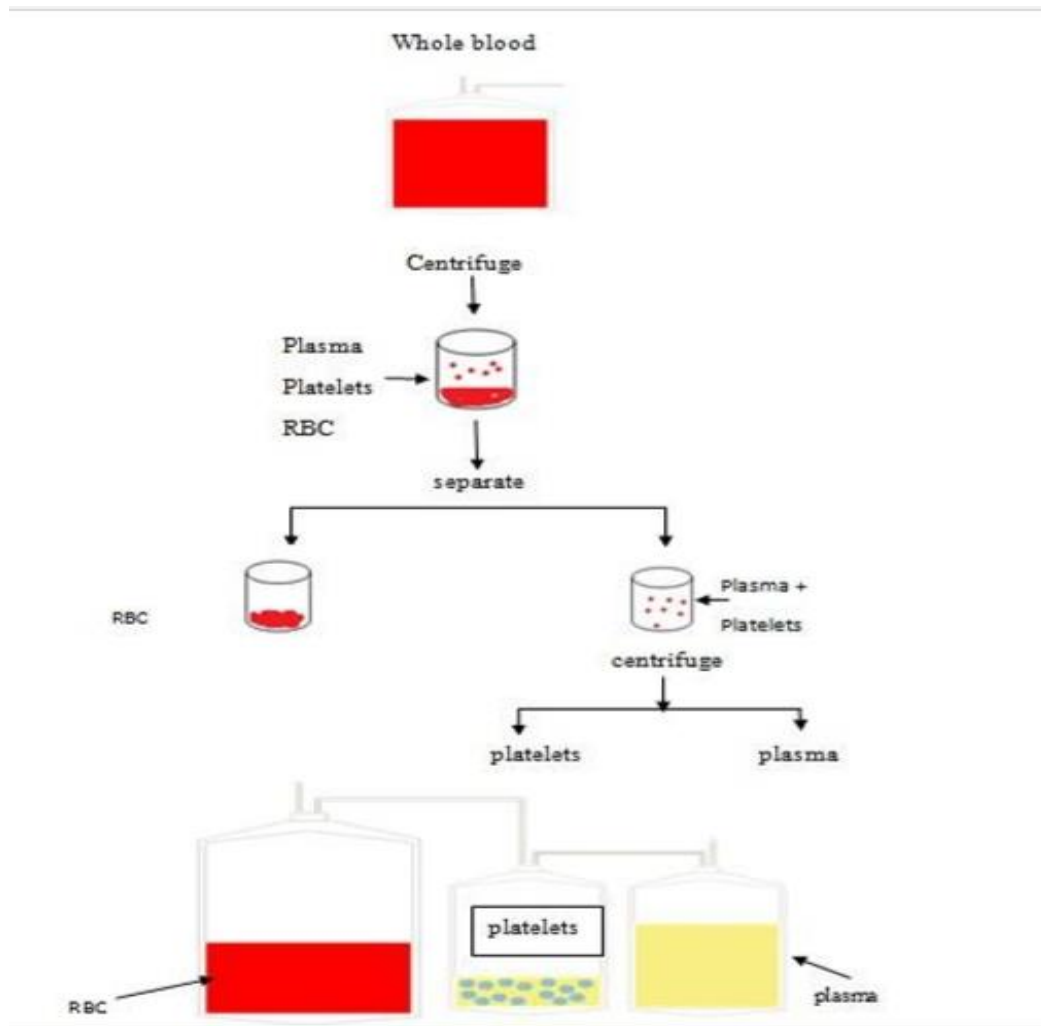 Whole blood
Centrifuge
Plasma
Platelets
RBC
separate
RBC
Plasma +
Platelets
centrifuge
platelets
plasma
platelets
RBC
plasma